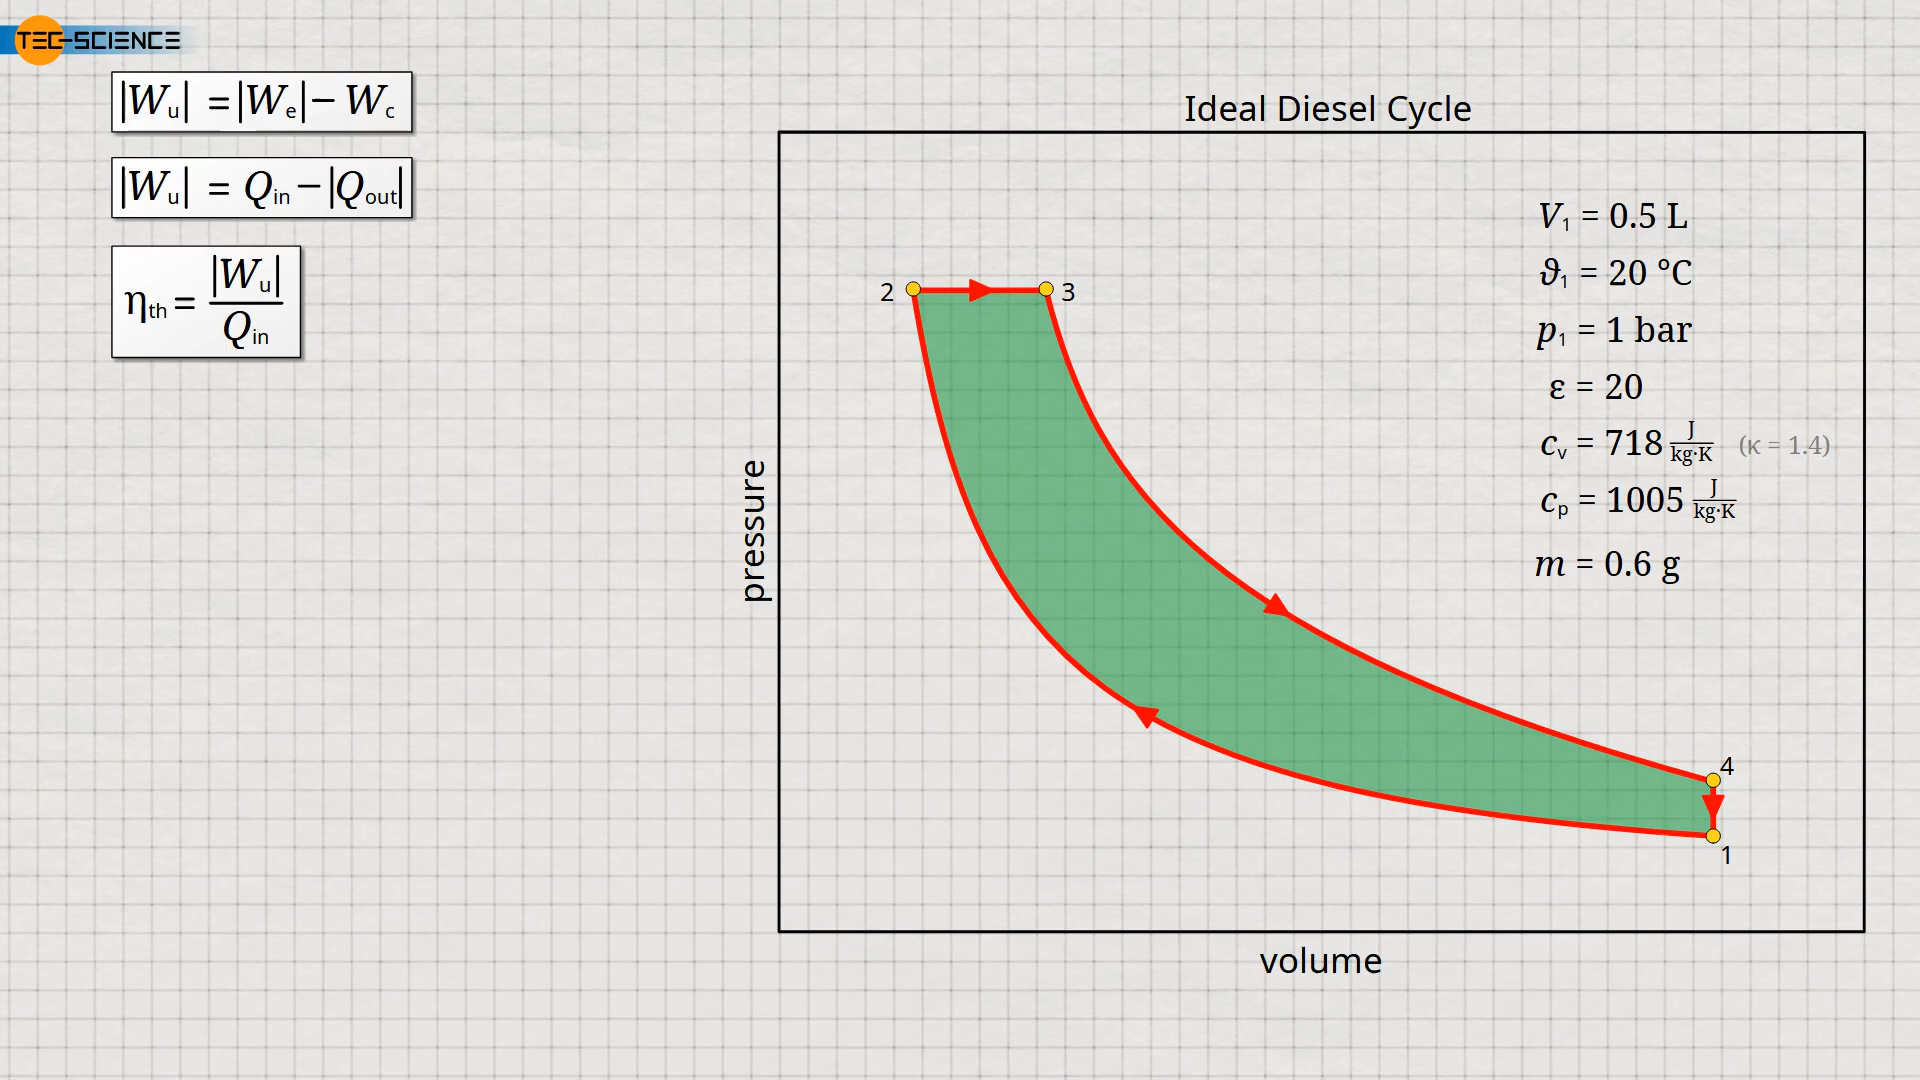 TEC-SCIENCE
|Wu| = |We| − Wc
|Wu| = Qin − |Qout|
ηth = |Wu| / Qin
Ideal Diesel Cycle
V1 = 0.5 L
ϑ1 = 20 °C
p1 = 1 bar
ε = 20
cv = 718 J/kg·K (κ = 1.4)
cp = 1005 J/kg·K
m = 0.6 g
2
3
4
1
pressure
volume